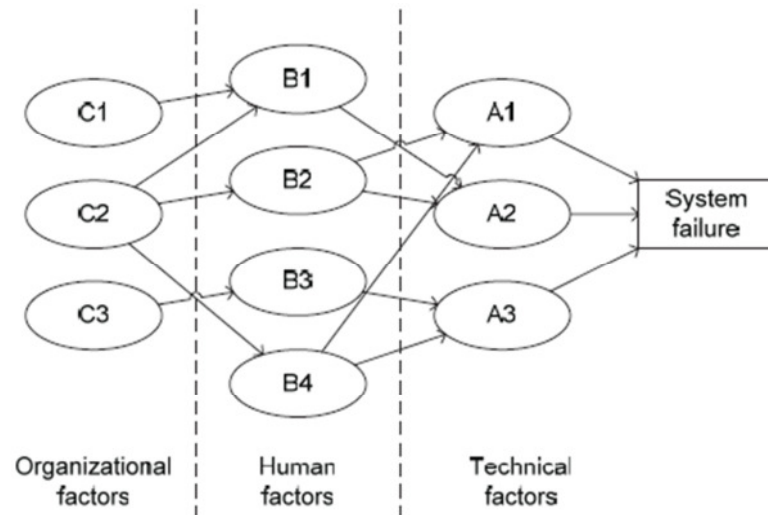 C1
C2
C3
B1
B2
B3
B4
A1
A2
A3
System
failure
Organizational
factors
Human
factors
Technical
factors